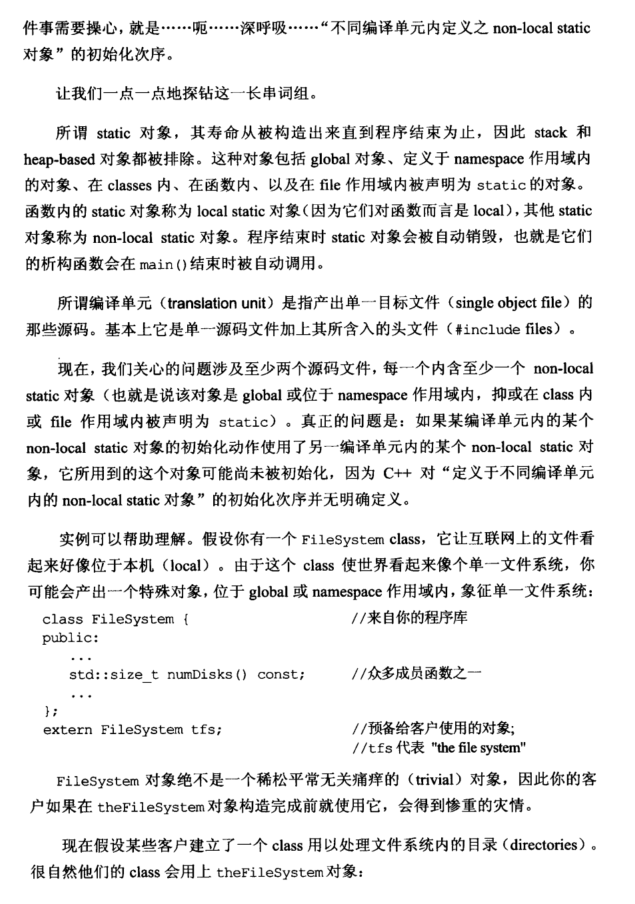 件事需要操心，就是……呃……深呼吸……“不同编译单元内定义之 non-local static
对象”的初始化次序。
让我们一点一点地探钻这一长串词组。
所谓 static 对象，其寿命从被构造出来直到程序结束为止，因此 stack 和
heap-based 对象都被排除。这种对象包括 global 对象、定义于 namespace 作用域内
的对象、在 classes 内、在函数内、以及在 file 作用域内被声明为 static 的对象。
函数内的 static 对象称为 local static 对象（因为它们对函数而言是 local），其他 static
对象称为 non-local static 对象。程序结束时 static 对象会被自动销毁，也就是它们
的析构函数会在 main()结束时被自动调用。
所谓编译单元（translation unit）是指产出单一目标文件（single object file）的
那些源码。基本上它是单一源码文件加上其所含入的头文件（#include files）。
现在，我们关心的问题涉及至少两个源码文件，每一个内含至少一个 non-local
static 对象（也就是说该对象是 global 或位于 namespace 作用域内，抑或在 class 内
或 file 作用域内被声明为 static）。真正的问题是：如果某编译单元内的某个
non-local static 对象的初始化动作使用了另一编译单元内的某个 non-local static 对
象，它所用到的这个对象可能尚未被初始化，因为 C++ 对“定义于不同编译单元
内的 non-local static 对象”的初始化次序并无明确定义。
实例可以帮助理解。假设你有一个 FileSystem class，它让互联网上的文件看
起来好像位于本机（local）。由于这个 class 使世界看起来像个单一文件系统，你
可能会产出一个特殊对象，位于 global 或 namespace 作用域内，象征单一文件系统：
class FileSystem { //来自你的程序库
public:
...
std::size_t numDisks() const; //众多成员函数之一
...
};
extern FileSystem tfs; //预备给客户使用的对象;
//tfs 代表 "the file system"
FileSystem 对象绝不是一个稀松平常无关痛痒的（trivial）对象，因此你的客
户如果在 theFileSystem 对象构造完成前就使用它，会得到惨重的灾情。
现在假设某些客户建立了一个 class 用以处理文件系统内的目录（directories）。
很自然他们的 class 会用上 theFileSystem 对象：